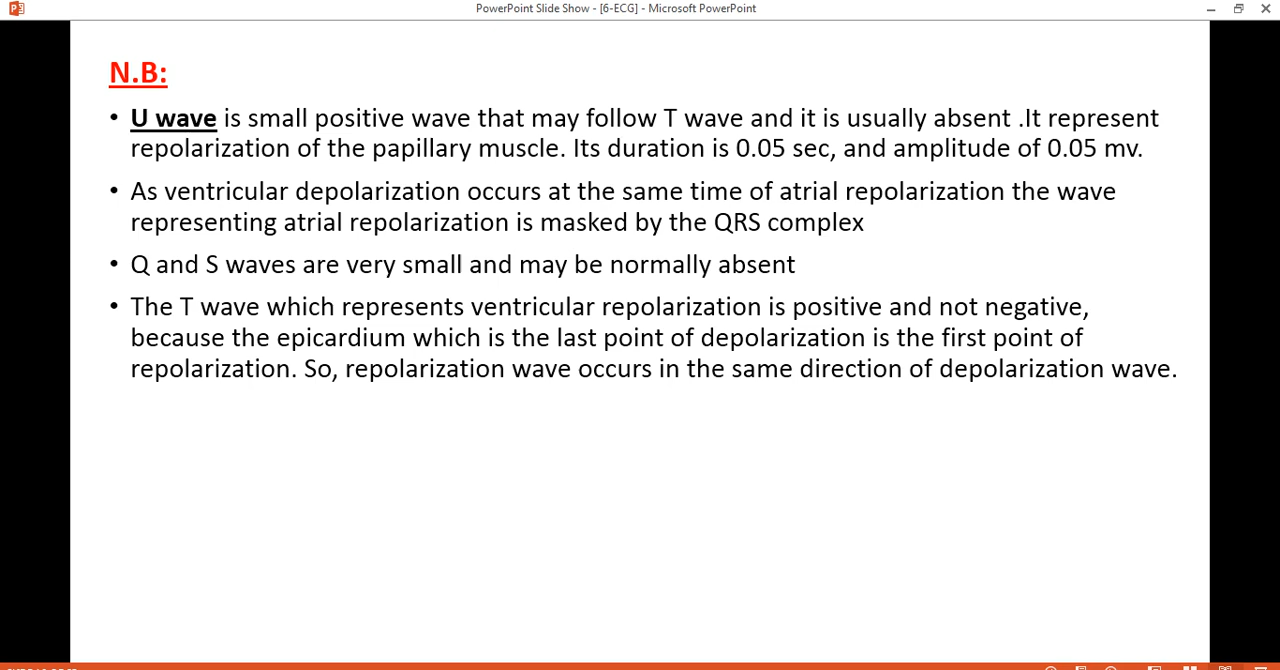 PowerPoint Slide Show - [6-ECG] - Microsoft PowerPoint
N.B:
• U wave is small positive wave that may follow T wave and it is usually absent .It represent
repolarization of the papillary muscle. Its duration is 0.05 sec, and amplitude of 0.05 mv.
• As ventricular depolarization occurs at the same time of atrial repolarization the wave
representing atrial repolarization is masked by the QRS complex
• Q and S waves are very small and may be normally absent
• The T wave which represents ventricular repolarization is positive and not negative,
because the epicardium which is the last point of depolarization is the first point of
repolarization. So, repolarization wave occurs in the same direction of depolarization wave.